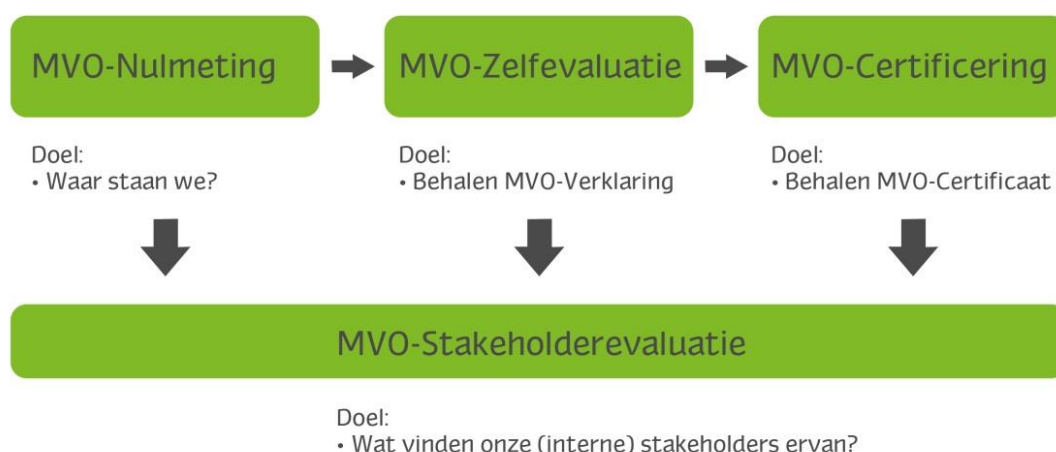 MVO-Nulmeting
MVO-Zelfevaluatie
MVO-Certificering
Doel:
• Waar staan we?
Doel:
• Behalen MVO-Verklaring
Doel:
• Behalen MVO-Certificaat
MVO-Stakeholderevaluatie
Doel:
• Wat vinden onze (interne) stakeholders ervan?